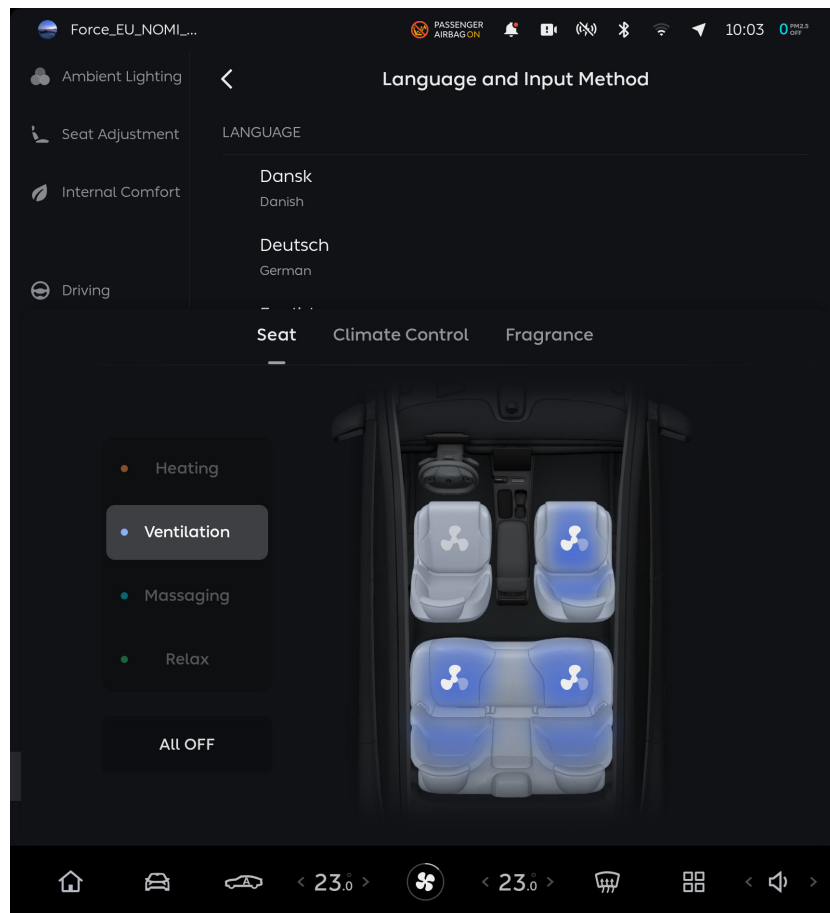 Force_EU_NOMI_...
PASSENGER
AIRBAG ON
10:03
0 PM2.5
OFF
Ambient Lighting
Seat Adjustment
Internal Comfort
Driving
Language and Input Method
LANGUAGE
Dansk
Danish
Deutsch
German
Seat Climate Control Fragrance
Heating
Ventilation
Massaging
Relax
All OFF
< 23.0° >
< 23.0° >
A